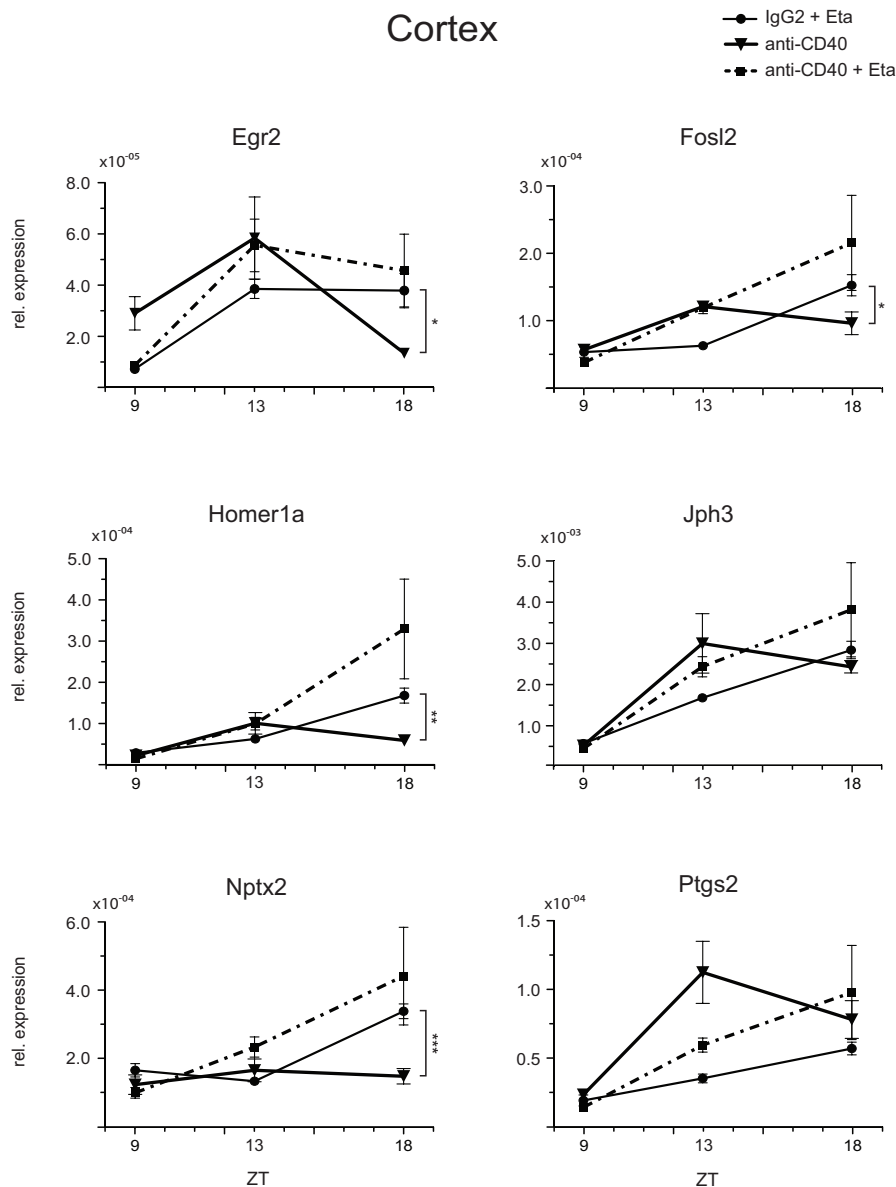 Cortex
IgG2 + Eta
anti-CD40
anti-CD40 + Eta
Egr2
x10⁻⁰⁵
rel. expression
8.0
6.0
4.0
2.0
*
9 13 18
Fosl2
x10⁻⁰⁴
3.0
2.0
1.0
*
9 13 18
Homer1a
x10⁻⁰⁴
rel. expression
5.0
4.0
3.0
2.0
1.0
**
9 13 18
Jph3
x10⁻⁰³
5.0
4.0
3.0
2.0
1.0
9 13 18
Nptx2
x10⁻⁰⁴
rel. expression
6.0
4.0
2.0
***
9 13 18
ZT
Ptgs2
x10⁻⁰⁴
1.5
1.0
0.5
9 13 18
ZT